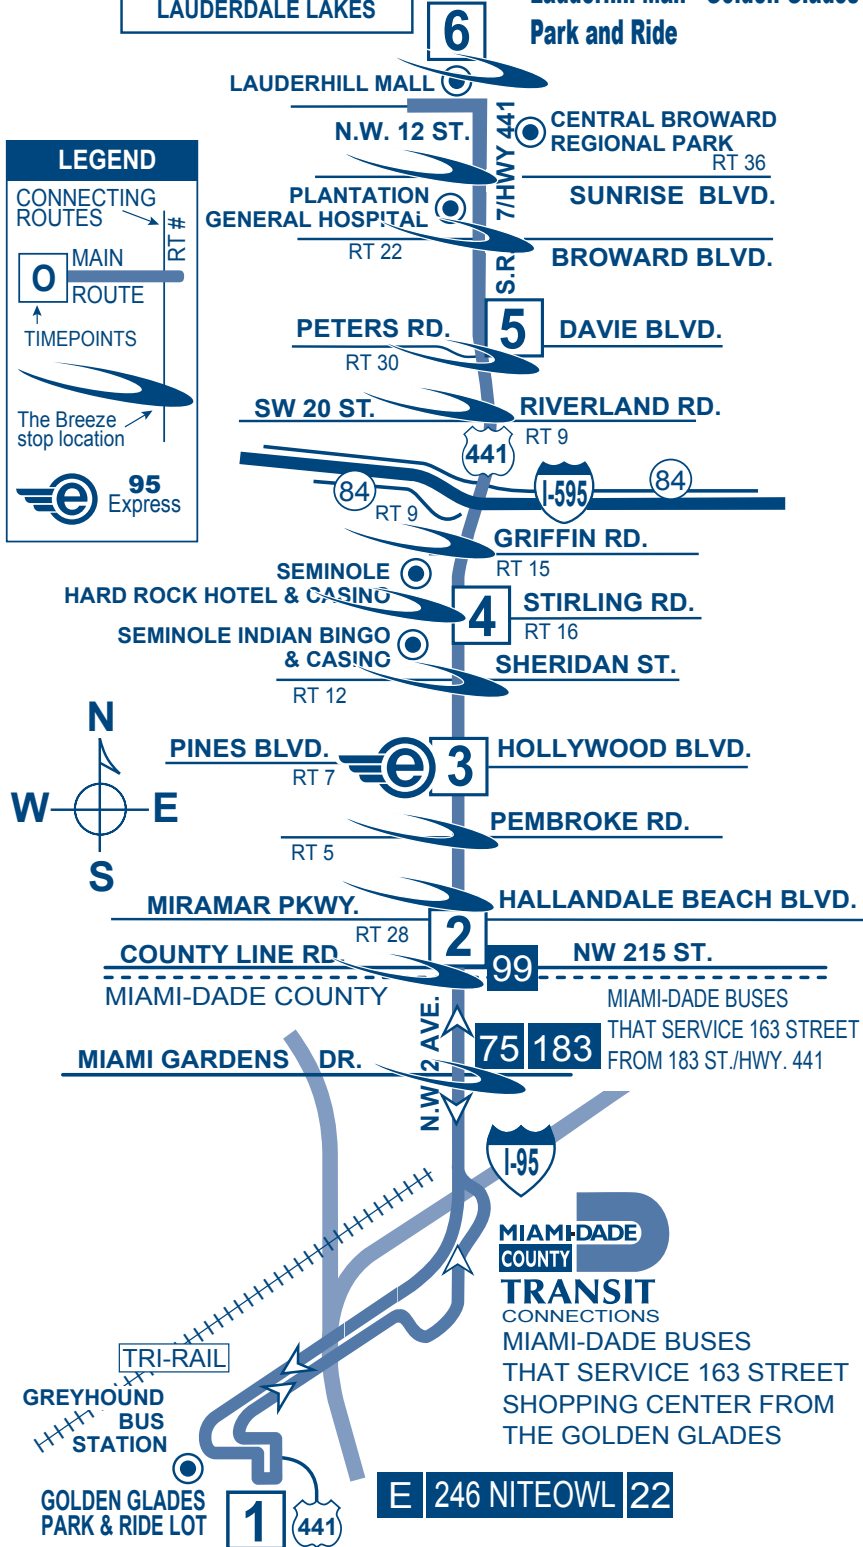 LAUDERDALE LAKES
Park and Ride
6
LAUDERHILL MALL
N.W. 12 ST.
S.R. 7/HWY 441
CENTRAL BROWARD
REGIONAL PARK
RT 36
SUNRISE BLVD.
LEGEND
CONNECTING
ROUTES
RT #
O
MAIN
ROUTE
TIMEPOINTS
The Breeze
stop location
e
95
Express
PLANTATION
GENERAL HOSPITAL
RT 22
BROWARD BLVD.
PETERS RD.
5
DAVIE BLVD.
RT 30
SW 20 ST.
RIVERLAND RD.
RT 9
441
84
I-595
84
RT 9
GRIFFIN RD.
RT 15
SEMINOLE
HARD ROCK HOTEL & CASINO
4
STIRLING RD.
RT 16
SEMINOLE INDIAN BINGO
& CASINO
SHERIDAN ST.
RT 12
N
W
E
S
PINES BLVD.
e
3
HOLLYWOOD BLVD.
RT 7
PEMBROKE RD.
RT 5
MIRAMAR PKWY.
HALLANDALE BEACH BLVD.
RT 28
2
COUNTY LINE RD.
99
NW 215 ST.
MIAMI-DADE COUNTY
MIAMI-DADE BUSES
THAT SERVICE 163 STREET
FROM 183 ST./HWY. 441
N.W. 2 AVE.
75
183
MIAMI GARDENS DR.
I-95
MIAMI-DADE
COUNTY
TRANSIT
CONNECTIONS
MIAMI-DADE BUSES
THAT SERVICE 163 STREET
SHOPPING CENTER FROM
THE GOLDEN GLADES
TRI-RAIL
GREYHOUND
BUS
STATION
GOLDEN GLADES
PARK & RIDE LOT
1
441
E
246 NITEOWL
22